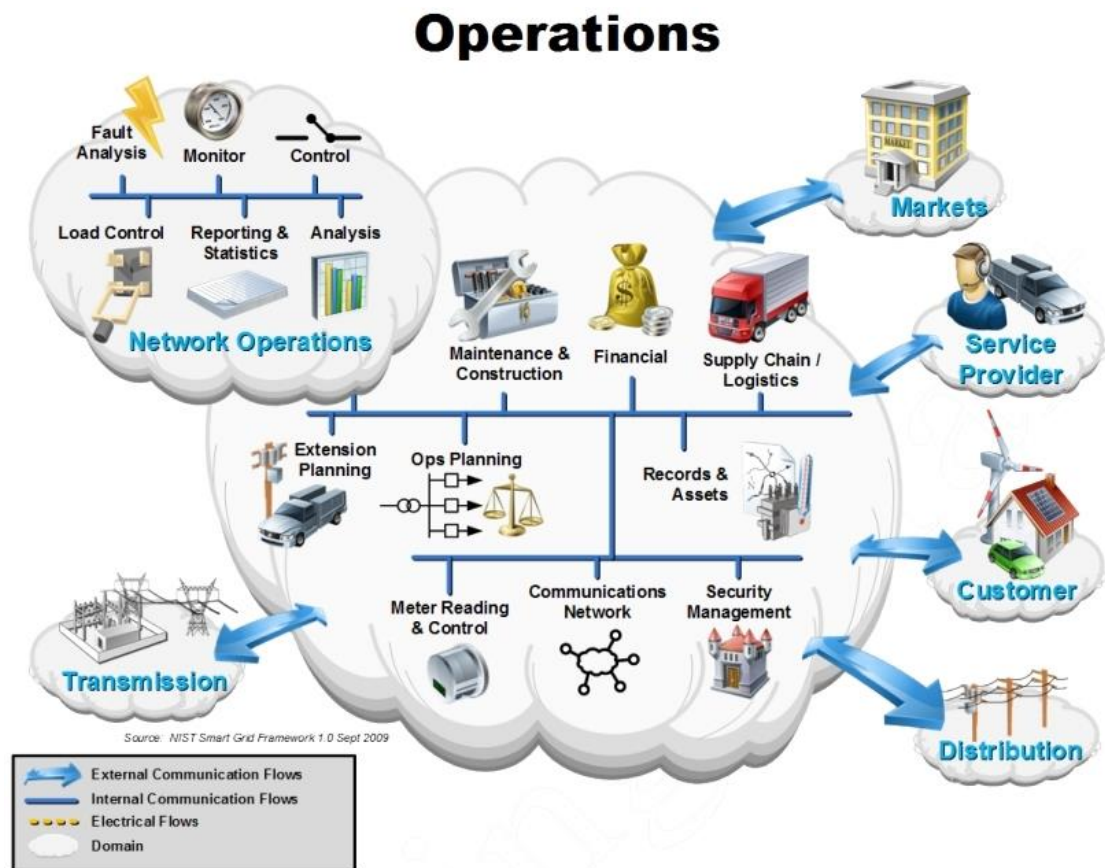 Operations
Fault
Analysis
Monitor
Control
Load Control
Reporting &
Statistics
Analysis
Network Operations
MARKET
Markets
Maintenance &
Construction
Financial
$
Supply Chain /
Logistics
Service
Provider
Extension
Planning
Ops Planning
Records &
Assets
Customer
Meter Reading
& Control
Communications
Network
Security
Management
Transmission
Distribution
Source: NIST Smart Grid Framework 1.0 Sept 2009
External Communication Flows
Internal Communication Flows
Electrical Flows
Domain